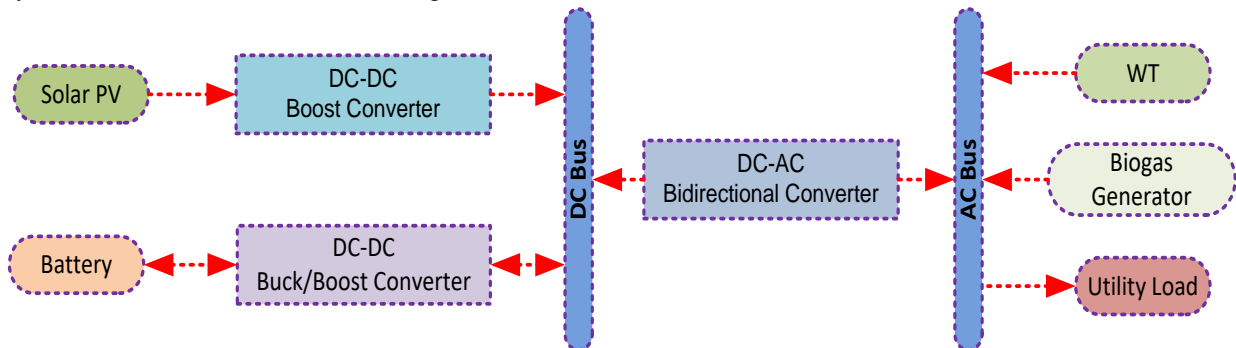 Solar PV
DC-DC
Boost Converter
Battery
DC-DC
Buck/Boost Converter
DC Bus
DC-AC
Bidirectional Converter
AC Bus
WT
Biogas
Generator
Utility Load